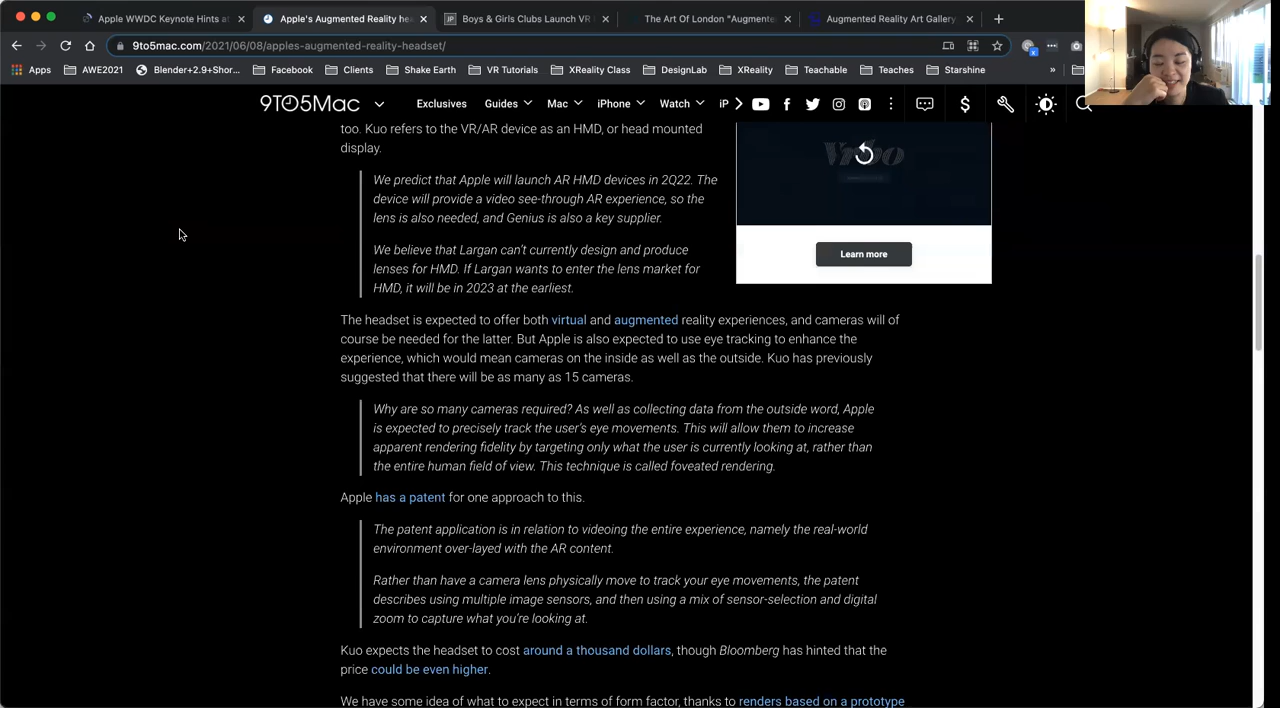 Apple WWDC Keynote Hints at
Apple's Augmented Reality he
Boys & Girls Clubs Launch VR
The Art Of London "Augmente
Augmented Reality Art Gallery
9to5mac.com/2021/06/08/apples-augmented-reality-headset/
Apps AWE2021 Blender+2.9+Shor... Facebook Clients Shake Earth VR Tutorials XReality Class DesignLab XReality Teachable Teaches Starshine »
9TO5Mac Exclusives Guides Mac iPhone Watch iP
too. Kuo refers to the VR/AR device as an HMD, or head mounted
display.
We predict that Apple will launch AR HMD devices in 2Q22. The
device will provide a video see-through AR experience, so the
lens is also needed, and Genius is also a key supplier.
We believe that Largan can't currently design and produce
lenses for HMD. If Largan wants to enter the lens market for
HMD, it will be in 2023 at the earliest.
Vrbo
Learn more
The headset is expected to offer both virtual and augmented reality experiences, and cameras will of
course be needed for the latter. But Apple is also expected to use eye tracking to enhance the
experience, which would mean cameras on the inside as well as the outside. Kuo has previously
suggested that there will be as many as 15 cameras.
Why are so many cameras required? As well as collecting data from the outside word, Apple
is expected to precisely track the user's eye movements. This will allow them to increase
apparent rendering fidelity by targeting only what the user is currently looking at, rather than
the entire human field of view. This technique is called foveated rendering.
Apple has a patent for one approach to this.
The patent application is in relation to videoing the entire experience, namely the real-world
environment over-layed with the AR content.
Rather than have a camera lens physically move to track your eye movements, the patent
describes using multiple image sensors, and then using a mix of sensor-selection and digital
zoom to capture what you're looking at.
Kuo expects the headset to cost around a thousand dollars, though Bloomberg has hinted that the
price could be even higher.
We have some idea of what to expect in terms of form factor, thanks to renders based on a prototype